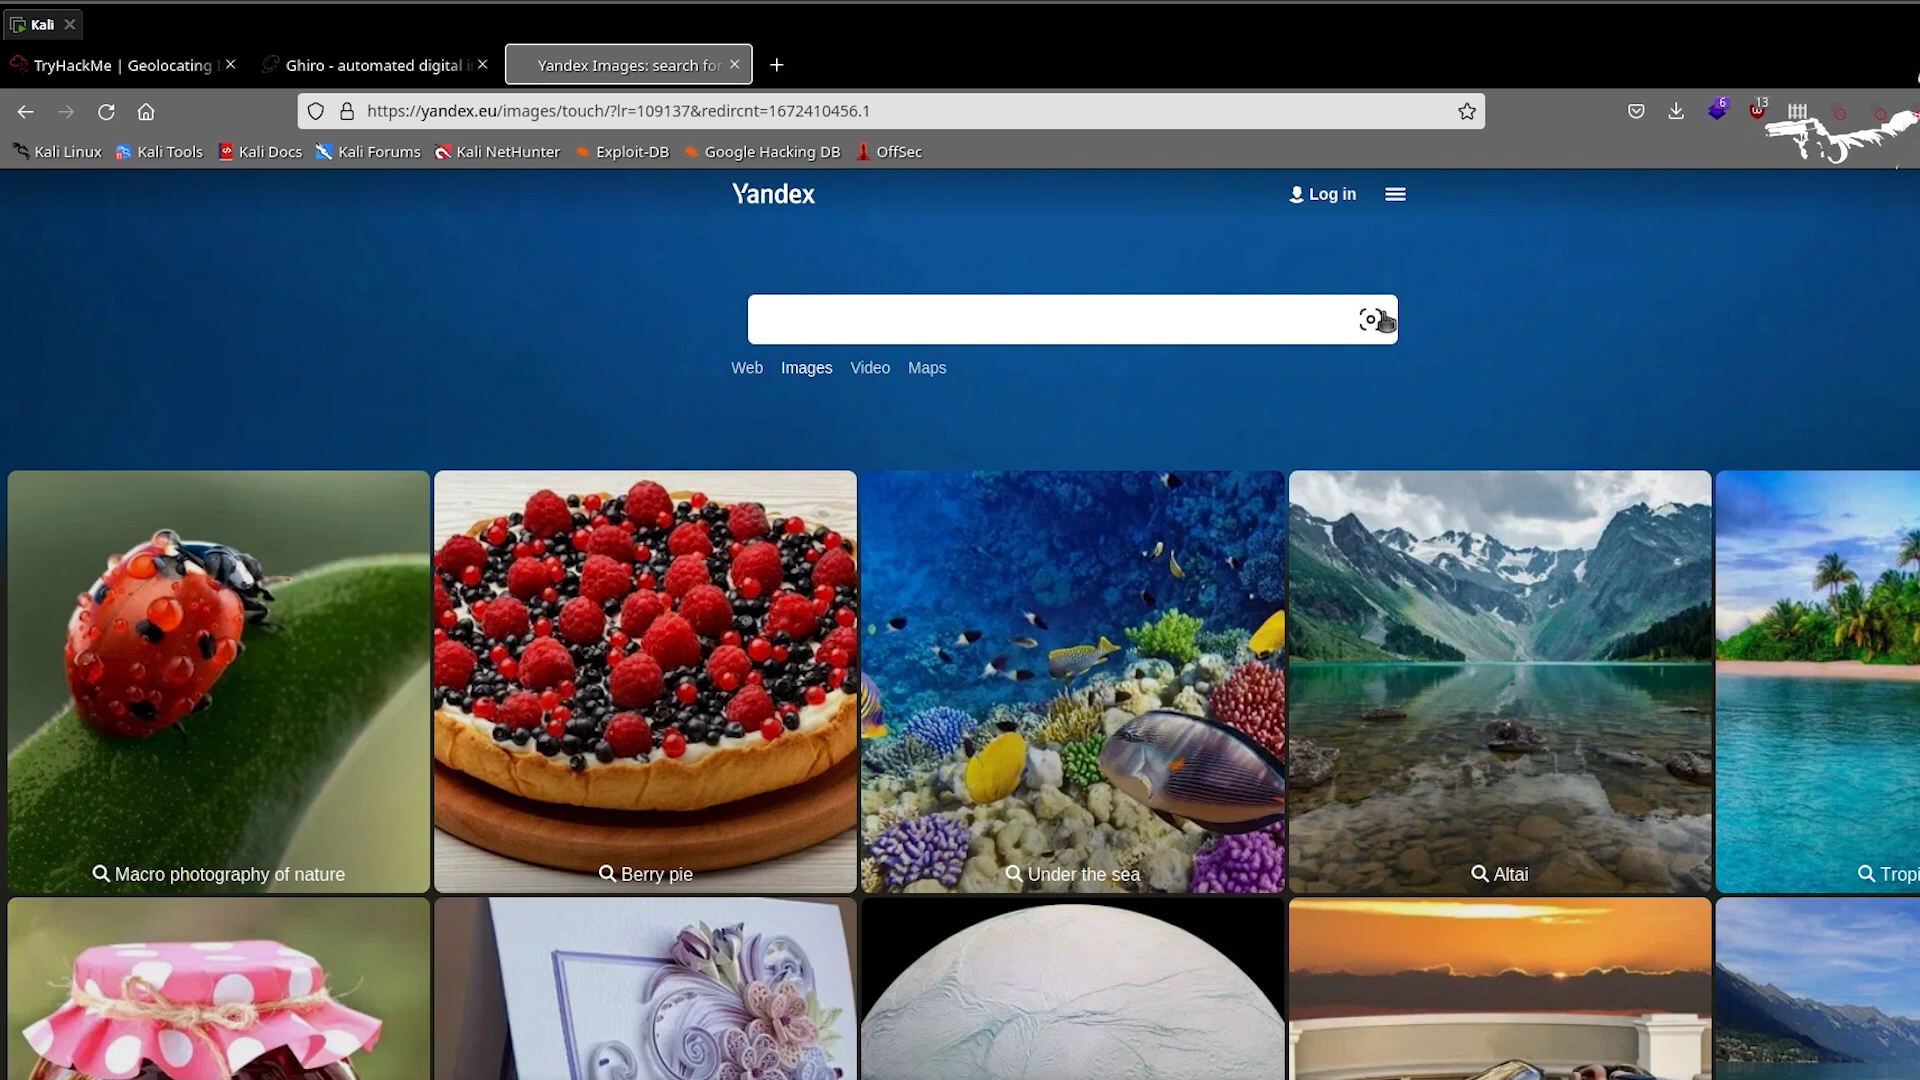 Kali
TryHackMe | Geolocating I
Ghiro - automated digital i
Yandex Images: search for
https://yandex.eu/images/touch/?lr=109137&redircnt=1672410456.1
6
13
Kali Linux
Kali Tools
Kali Docs
Kali Forums
Kali NetHunter
Exploit-DB
Google Hacking DB
OffSec
Yandex
Log in
Web
Images
Video
Maps
Macro photography of nature
Berry pie
Under the sea
Altai
Tropi